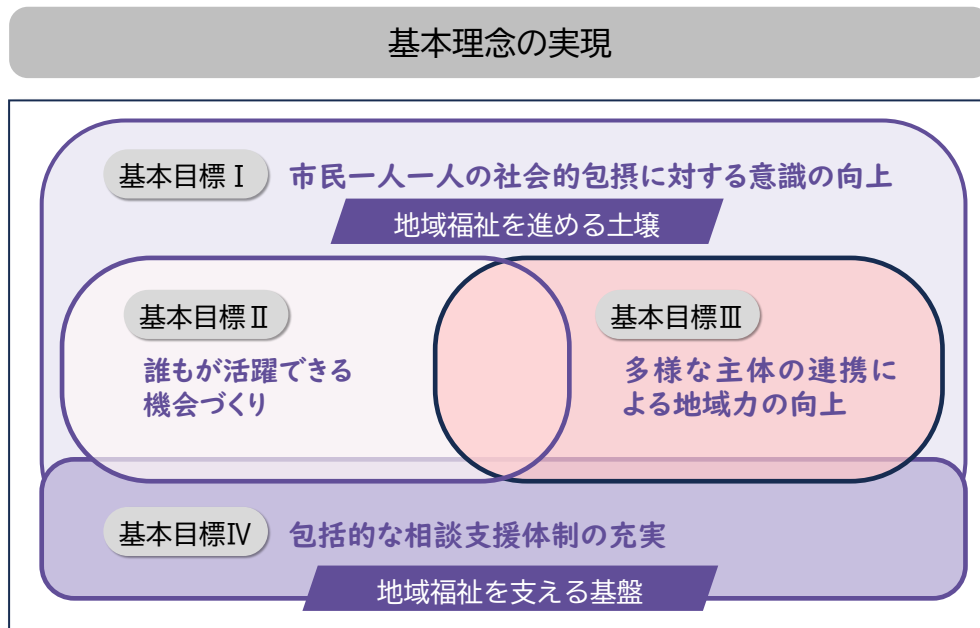 基本理念の実現
基本目標Ⅰ
市民一人一人の社会的包摂に対する意識の向上
地域福祉を進める土壌
基本目標Ⅱ
誰もが活躍できる
機会づくり
基本目標Ⅲ
多様な主体の連携に
よる地域力の向上
基本目標Ⅳ
包括的な相談支援体制の充実
地域福祉を支える基盤